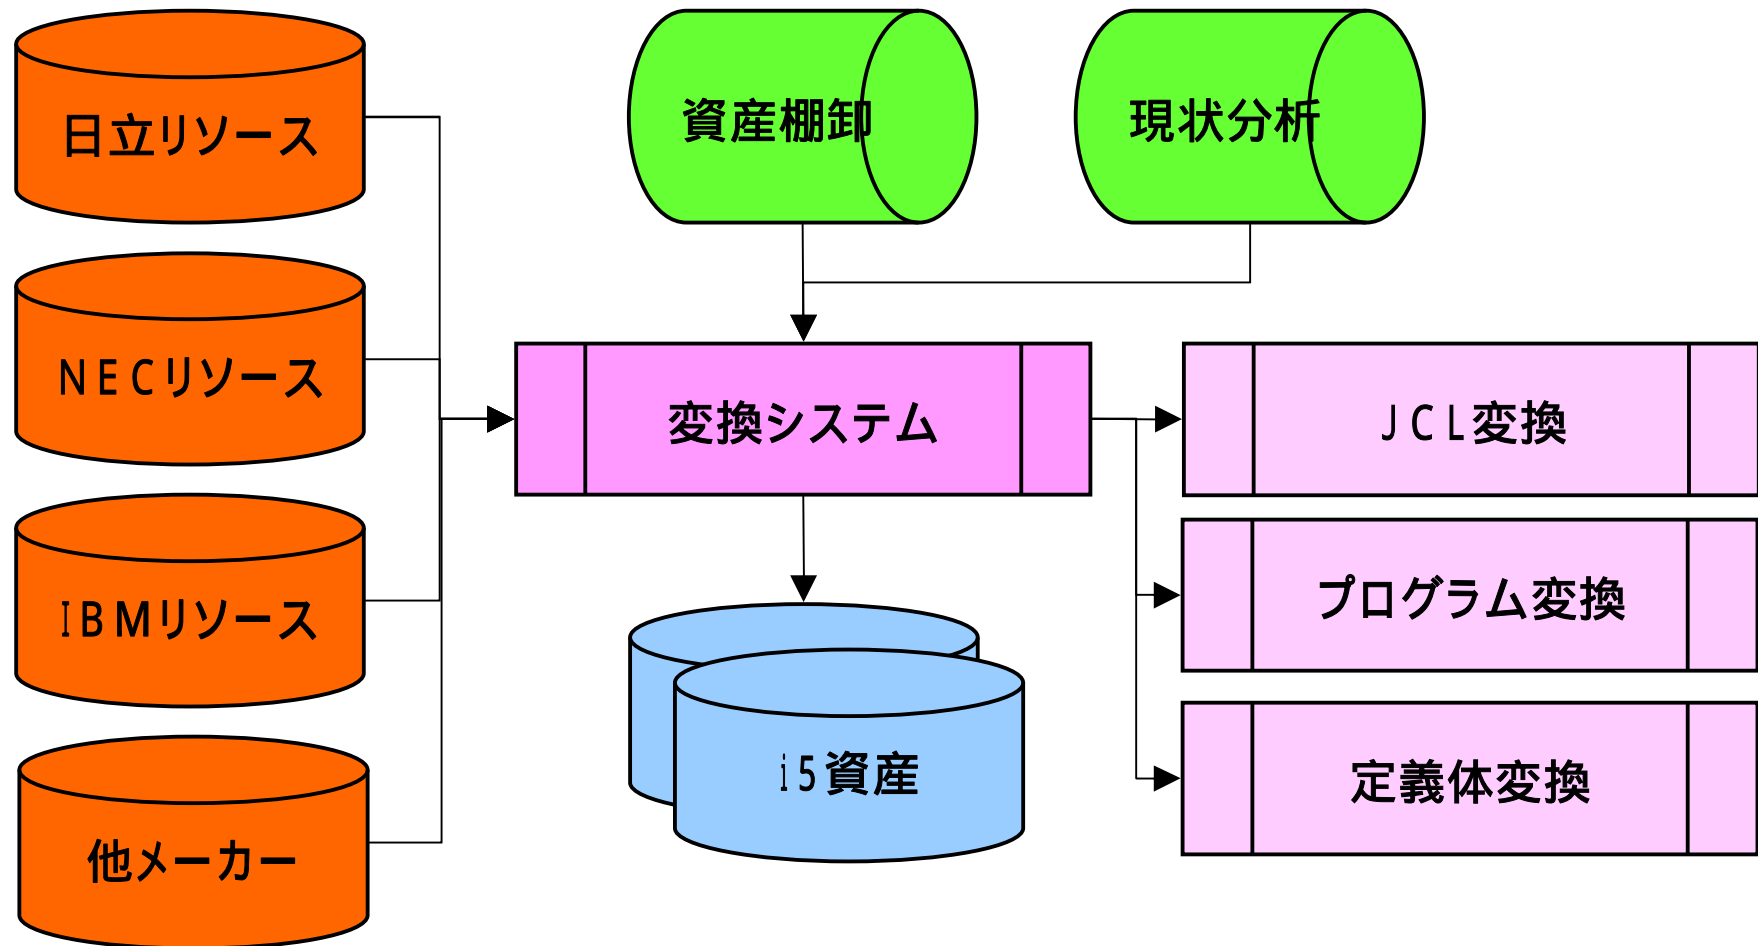 日立リソース
資産棚卸
現状分析
NECリソース
変換システム
JCL変換
IBMリソース
プログラム変換
i5資産
定義体変換
他メーカー